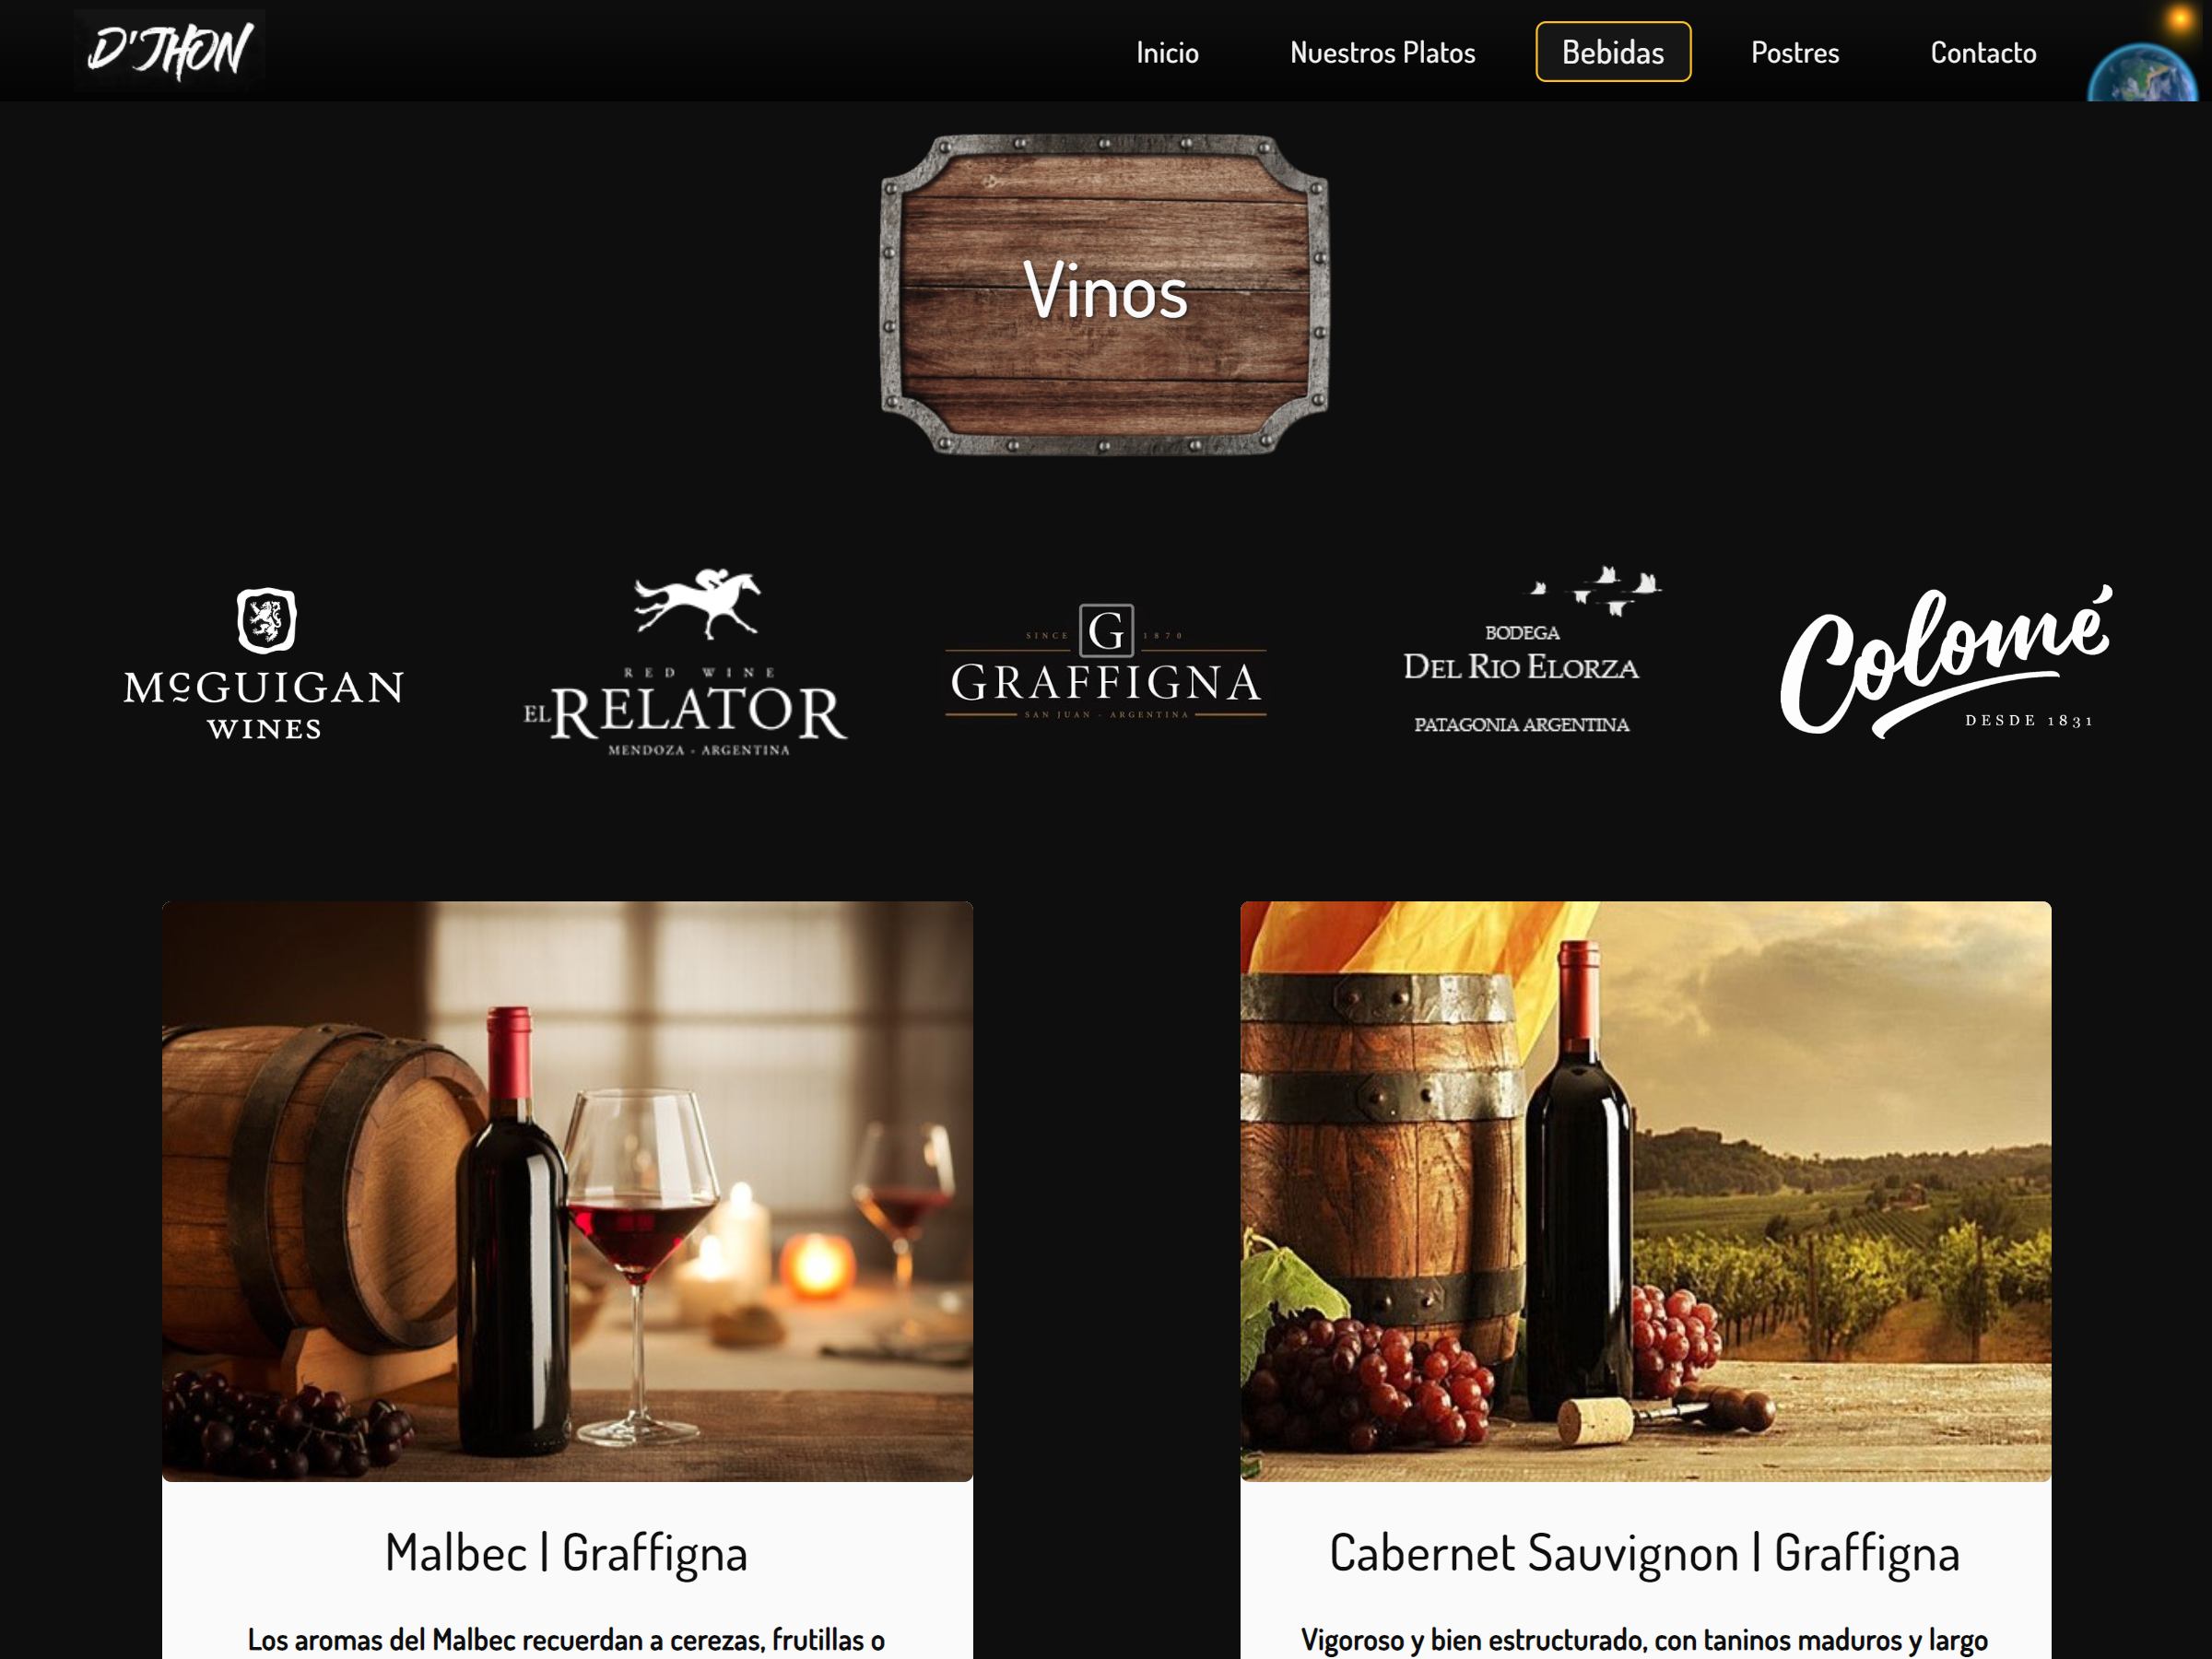 D'JHON
Inicio
Nuestros Platos
Bebidas
Postres
Contacto
Vinos
McGUIGAN
WINES
RED WINE
EL RELATOR
MENDOZA - ARGENTINA
SINCE G 1870
GRAFFIGNA
SAN JUAN - ARGENTINA
BODEGA
DEL RIO ELORZA
PATAGONIA ARGENTINA
Colomé
DESDE 1831
Malbec | Graffigna
Los aromas del Malbec recuerdan a cerezas, frutillas o
Cabernet Sauvignon | Graffigna
Vigoroso y bien estructurado, con taninos maduros y largo